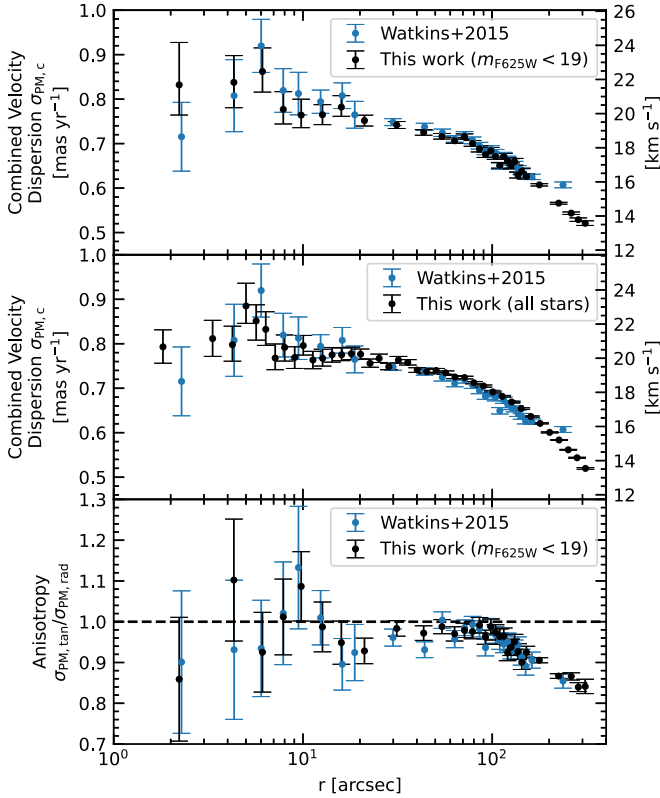 1.0
0.9
0.8
0.7
0.6
0.5
Combined Velocity
Dispersion σPM, c
[mas yr⁻¹]
Watkins+2015
This work (mF625W < 19)
26
24
22
20
18
16
14
12
[km s⁻¹]
1.0
0.9
0.8
0.7
0.6
0.5
Combined Velocity
Dispersion σPM, c
[mas yr⁻¹]
Watkins+2015
This work (all stars)
24
22
20
18
16
14
12
[km s⁻¹]
1.3
1.2
1.1
1.0
0.9
0.8
0.7
Anisotropy
σPM, tan/σPM, rad
Watkins+2015
This work (mF625W < 19)
10⁰
10¹
10²
r [arcsec]